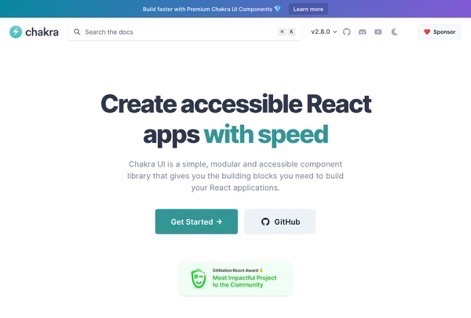 Build faster with Premium Chakra UI Components 💎 Learn more
chakra Search the docs ⌘ K v2.8.0 Sponsor
Create accessible React
apps with speed
Chakra UI is a simple, modular and accessible component
library that gives you the building blocks you need to build
your React applications.
Get Started → GitHub
GitNation React Award
Most Impactful Project
to the Community